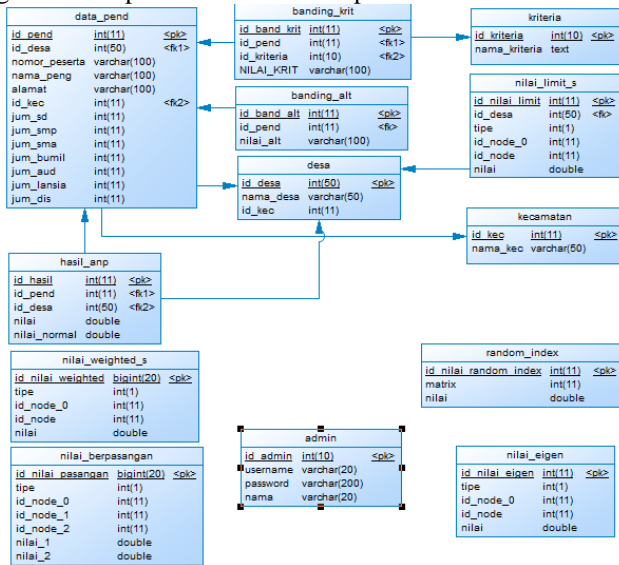 data_pend
id_pend int(11) <pk>
id_desa int(50) <fk1>
nomor_peserta varchar(100)
nama_peng varchar(100)
alamat varchar(100)
id_kec int(11) <fk2>
jum_sd int(11)
jum_smp int(11)
jum_sma int(11)
jum_bumil int(11)
jum_aud int(11)
jum_lansia int(11)
jum_dis int(11)
banding_krit
id_band_krit int(11) <pk>
id_pend int(11) <fk1>
id_kriteria int(10) <fk2>
NILAI_KRIT varchar(100)
kriteria
id_kriteria int(10) <pk>
nama_kriteria text
banding_alt
id_band_alt int(11) <pk>
id_pend int(11) <fk>
nilai_alt varchar(100)
nilai_limit_s
id_nilai_limit int(11) <pk>
id_desa int(50) <fk>
tipe int(1)
id_node_0 int(11)
id_node int(11)
nilai double
desa
id_desa int(50) <pk>
nama_desa varchar(50)
id_kec int(11)
kecamatan
id_kec int(11) <pk>
nama_kec varchar(50)
hasil_anp
id_hasil int(11) <pk>
id_pend int(11) <fk1>
id_desa int(50) <fk2>
nilai double
nilai_normal double
nilai_weighted_s
id_nilai_weighted bigint(20) <pk>
tipe int(1)
id_node_0 int(11)
id_node int(11)
nilai double
random_index
id_nilai_random_index int(11) <pk>
matrix int(11)
nilai double
nilai_berpasangan
id_nilai_pasangan bigint(20) <pk>
tipe int(1)
id_node_0 int(11)
id_node_1 int(11)
id_node_2 int(11)
nilai_1 double
nilai_2 double
admin
id_admin int(10) <pk>
username varchar(20)
password varchar(200)
nama varchar(20)
nilai_eigen
id_nilai_eigen int(11) <pk>
tipe int(1)
id_node_0 int(11)
id_node int(11)
nilai double